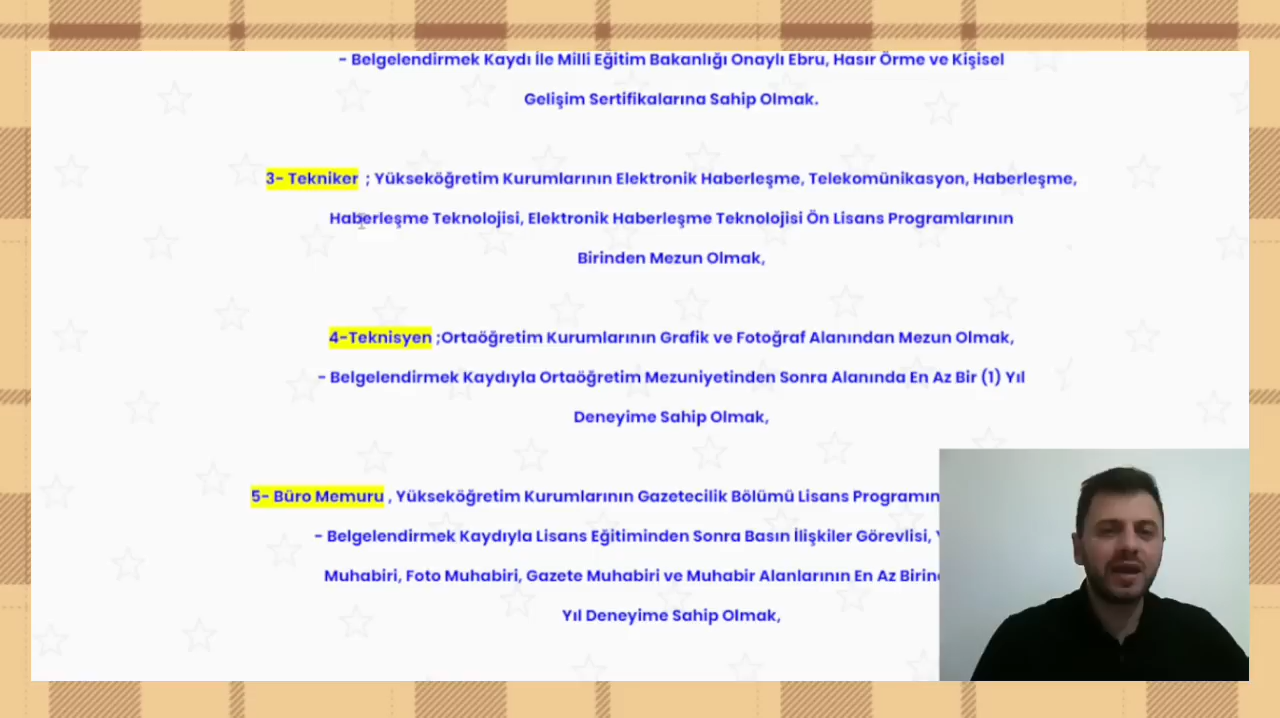 - Belgelendirmek Kaydı İle Milli Eğitim Bakanlığı Onaylı Ebru, Hasır Örme ve Kişisel
Gelişim Sertifikalarına Sahip Olmak.
3- Tekniker ; Yükseköğretim Kurumlarının Elektronik Haberleşme, Telekomünikasyon, Haberleşme,
Haberleşme Teknolojisi, Elektronik Haberleşme Teknolojisi Ön Lisans Programlarının
Birinden Mezun Olmak,
4-Teknisyen ;Ortaöğretim Kurumlarının Grafik ve Fotoğraf Alanından Mezun Olmak,
- Belgelendirmek Kaydıyla Ortaöğretim Mezuniyetinden Sonra Alanında En Az Bir (1) Yıl
Deneyime Sahip Olmak,
5- Büro Memuru , Yükseköğretim Kurumlarının Gazetecilik Bölümü Lisans
- Belgelendirmek Kaydıyla Lisans Eğitiminden Sonra Basın İlişkiler Görevlisi,
Muhabiri, Foto Muhabiri, Gazete Muhabiri ve Muhabir Alanlarının En Az
Yıl Deneyime Sahip Olmak,